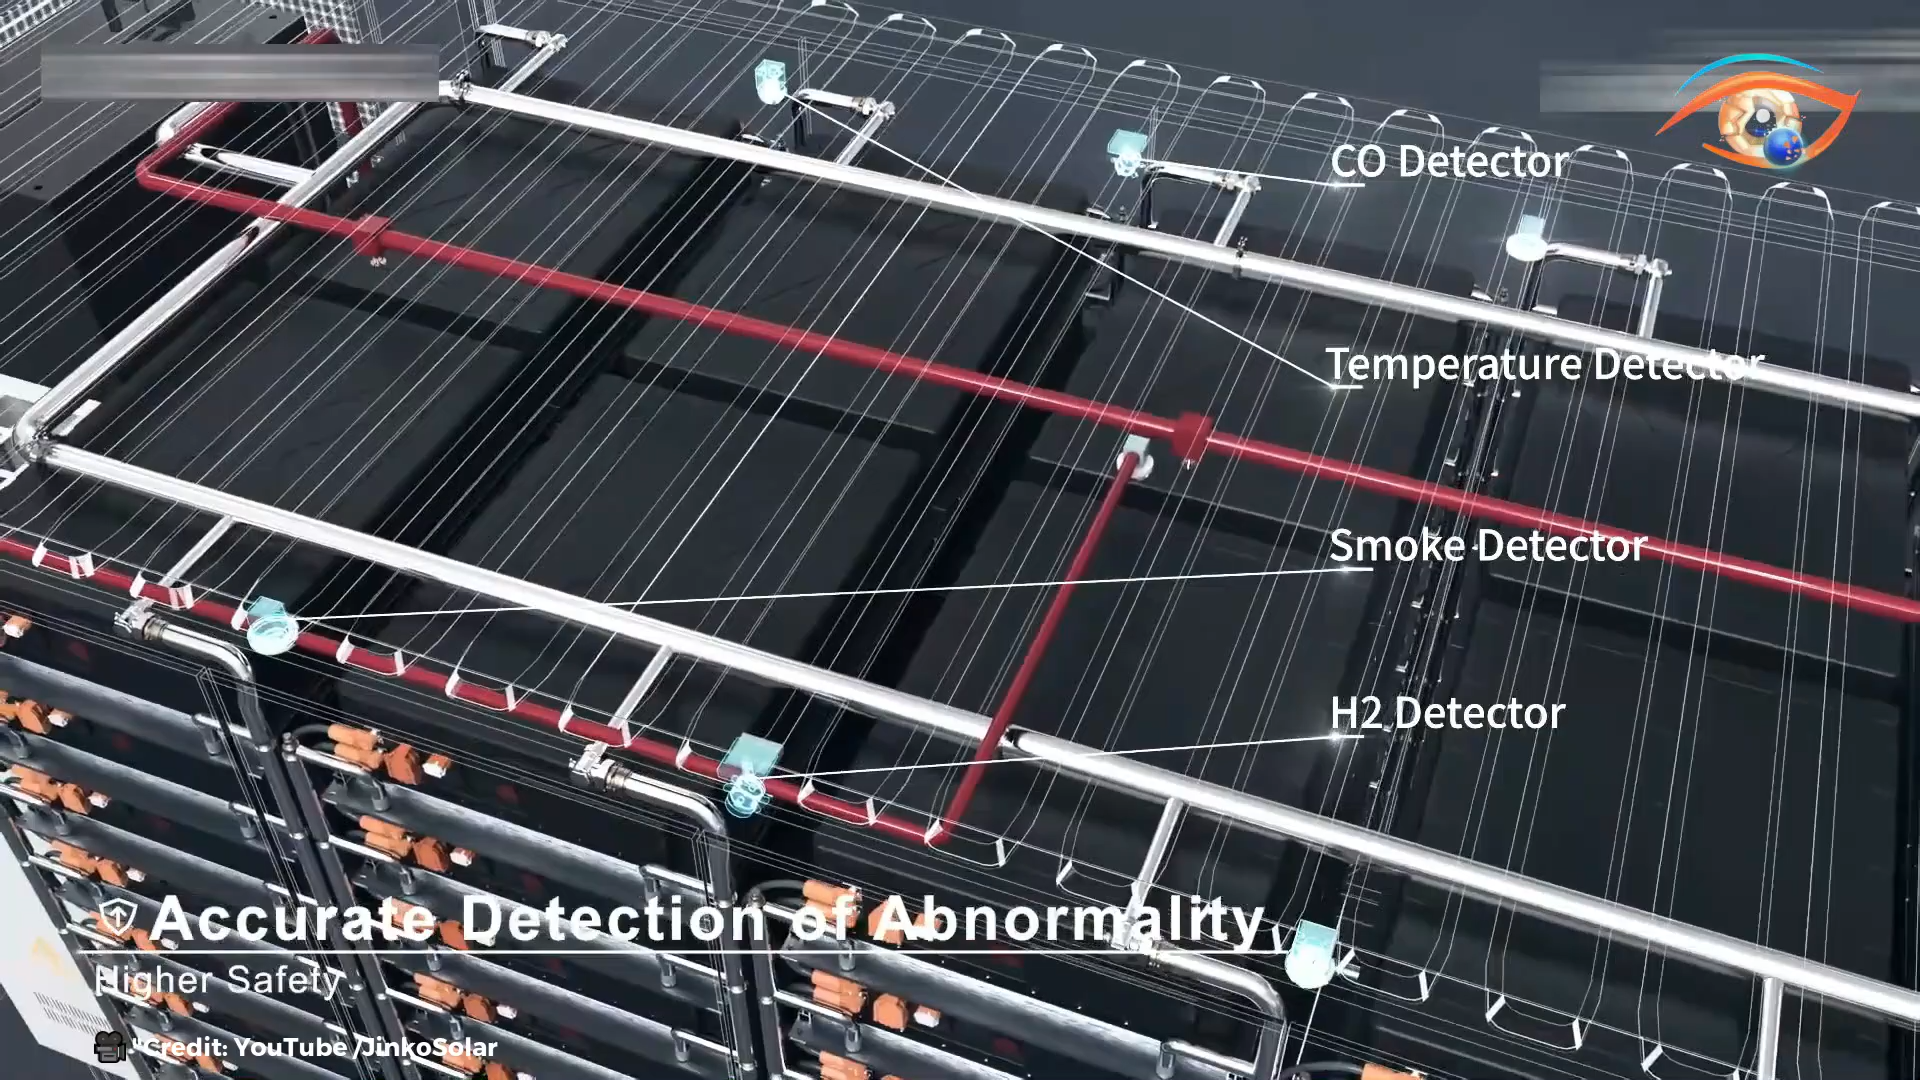 CO Detector
Temperature Detector
Smoke Detector
H2 Detector
Accurate Detection of Abnormality
Higher Safety
"Credit: YouTube /JinkoSolar